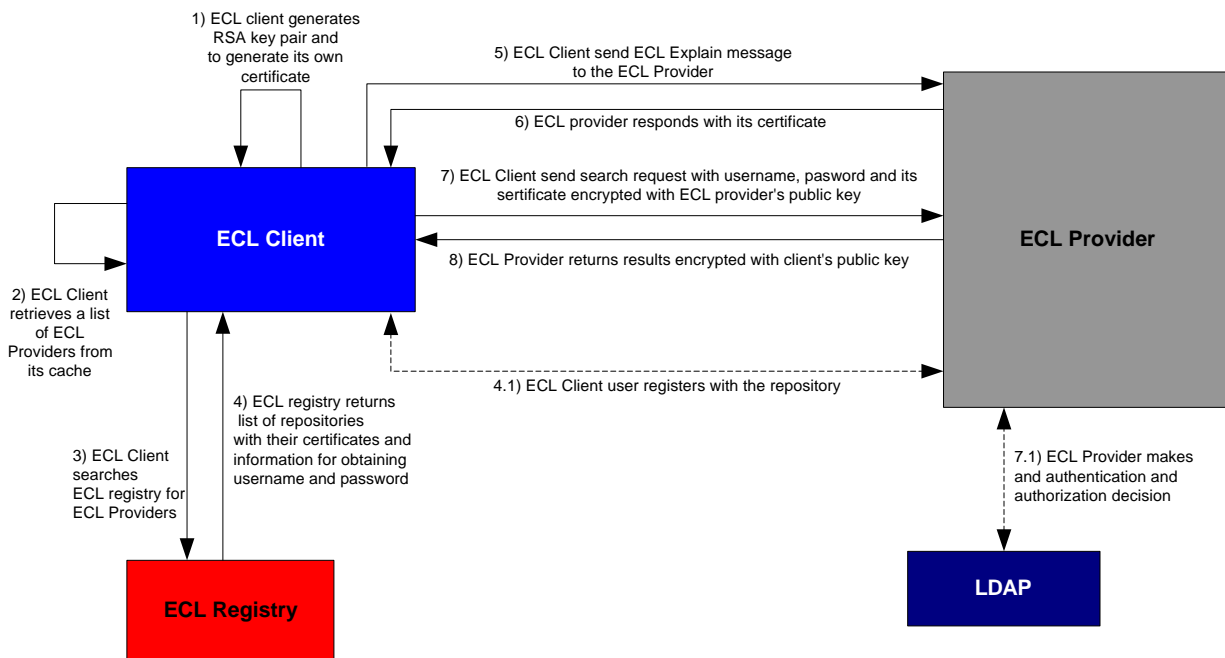 1) ECL client generates
RSA key pair and
to generate its own
certificate
5) ECL Client send ECL Explain message
to the ECL Provider
6) ECL provider responds with its certificate
7) ECL Client send search request with username, pasword and its
sertificate encrypted with ECL provider's public key
ECL Client
ECL Provider
8) ECL Provider returns results encrypted with client's public key
2) ECL Client
retrieves a list
of ECL
Providers from
its cache
4.1) ECL Client user registers with the repository
4) ECL registry returns
list of repositories
with their certificates and
information for obtaining
username and password
3) ECL Client
searches
ECL registry for
ECL Providers
7.1) ECL Provider makes
and authentication and
authorization decision
ECL Registry
LDAP